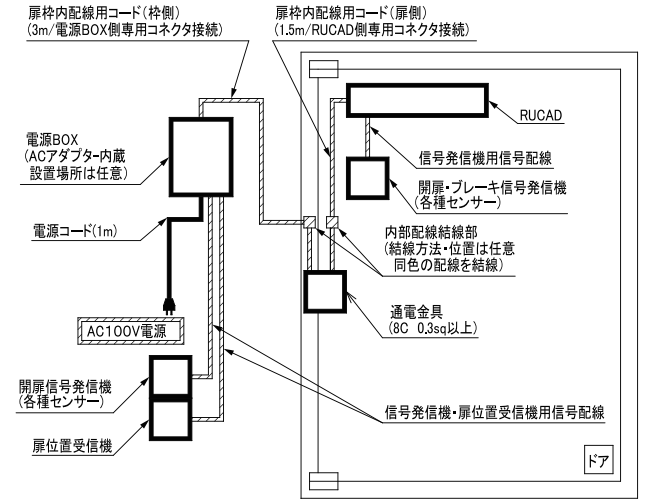 扉枠内配線用コード(枠側)
(3m/電源BOX側専用コネクタ接続)
扉枠内配線用コード(扉側)
(1.5m/RUCAD側専用コネクタ接続)
RUCAD
電源BOX
(ACアダプター内蔵
設置場所は任意)
信号発信機用信号配線
開扉・ブレーキ信号発信機
(各種センサー)
電源コード(1m)
内部配線結線部
(結線方法・位置は任意
同色の配線を結線)
通電金具
(8C 0.3sq以上)
AC100V電源
開扉信号発信機
(各種センサー)
信号発信機・扉位置受信機用信号配線
扉位置受信機
ドア